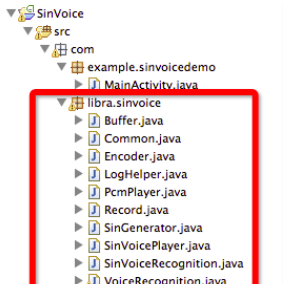 SinVoice
src
com
example.sinvoicedemo
MainActivity.java
libra.sinvoice
Buffer.java
Common.java
Encoder.java
LogHelper.java
PcmPlayer.java
Record.java
SinGenerator.java
SinVoicePlayer.java
SinVoiceRecognition.java
VoiceRecognition.java